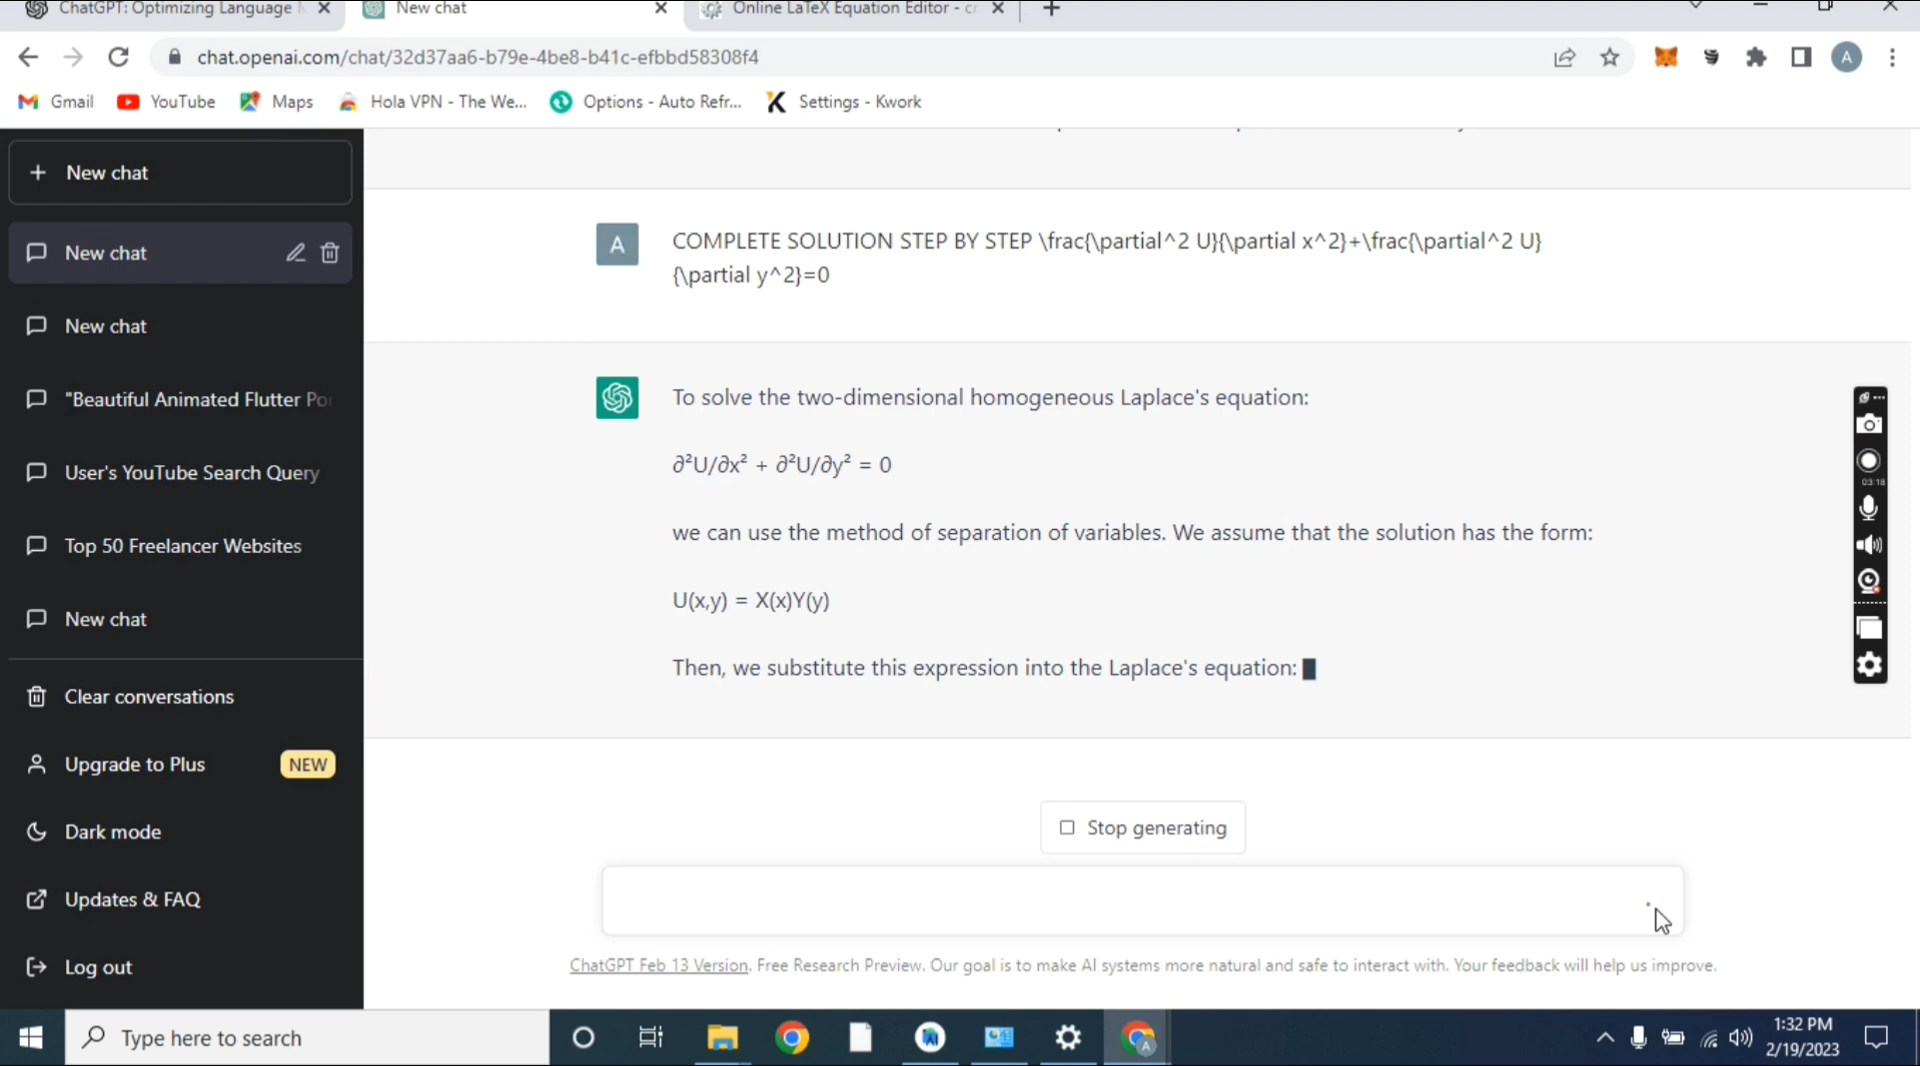 ChatGPT: Optimizing Language
New chat
Online LaTeX Equation Editor -
chat.openai.com/chat/32d37aa6-b79e-4be8-b41c-efbbd58308f4
A
Gmail
YouTube
Maps
Hola VPN - The We...
Options - Auto Refr...
Settings - Kwork
New chat
New chat
New chat
"Beautiful Animated Flutter Po
User's YouTube Search Query
Top 50 Freelancer Websites
New chat
Clear conversations
Upgrade to Plus
NEW
Dark mode
Updates & FAQ
Log out
A
COMPLETE SOLUTION STEP BY STEP \frac{\partial^2 U}{\partial x^2}+\frac{\partial^2 U}
{\partial y^2}=0
To solve the two-dimensional homogeneous Laplace's equation:
∂²U/∂x² + ∂²U/∂y² = 0
we can use the method of separation of variables. We assume that the solution has the form:
U(x,y) = X(x)Y(y)
Then, we substitute this expression into the Laplace's equation:
Stop generating
ChatGPT Feb 13 Version. Free Research Preview. Our goal is to make AI systems more natural and safe to interact with. Your feedback will help us improve.
03:18
Type here to search
A
1:32 PM
2/19/2023